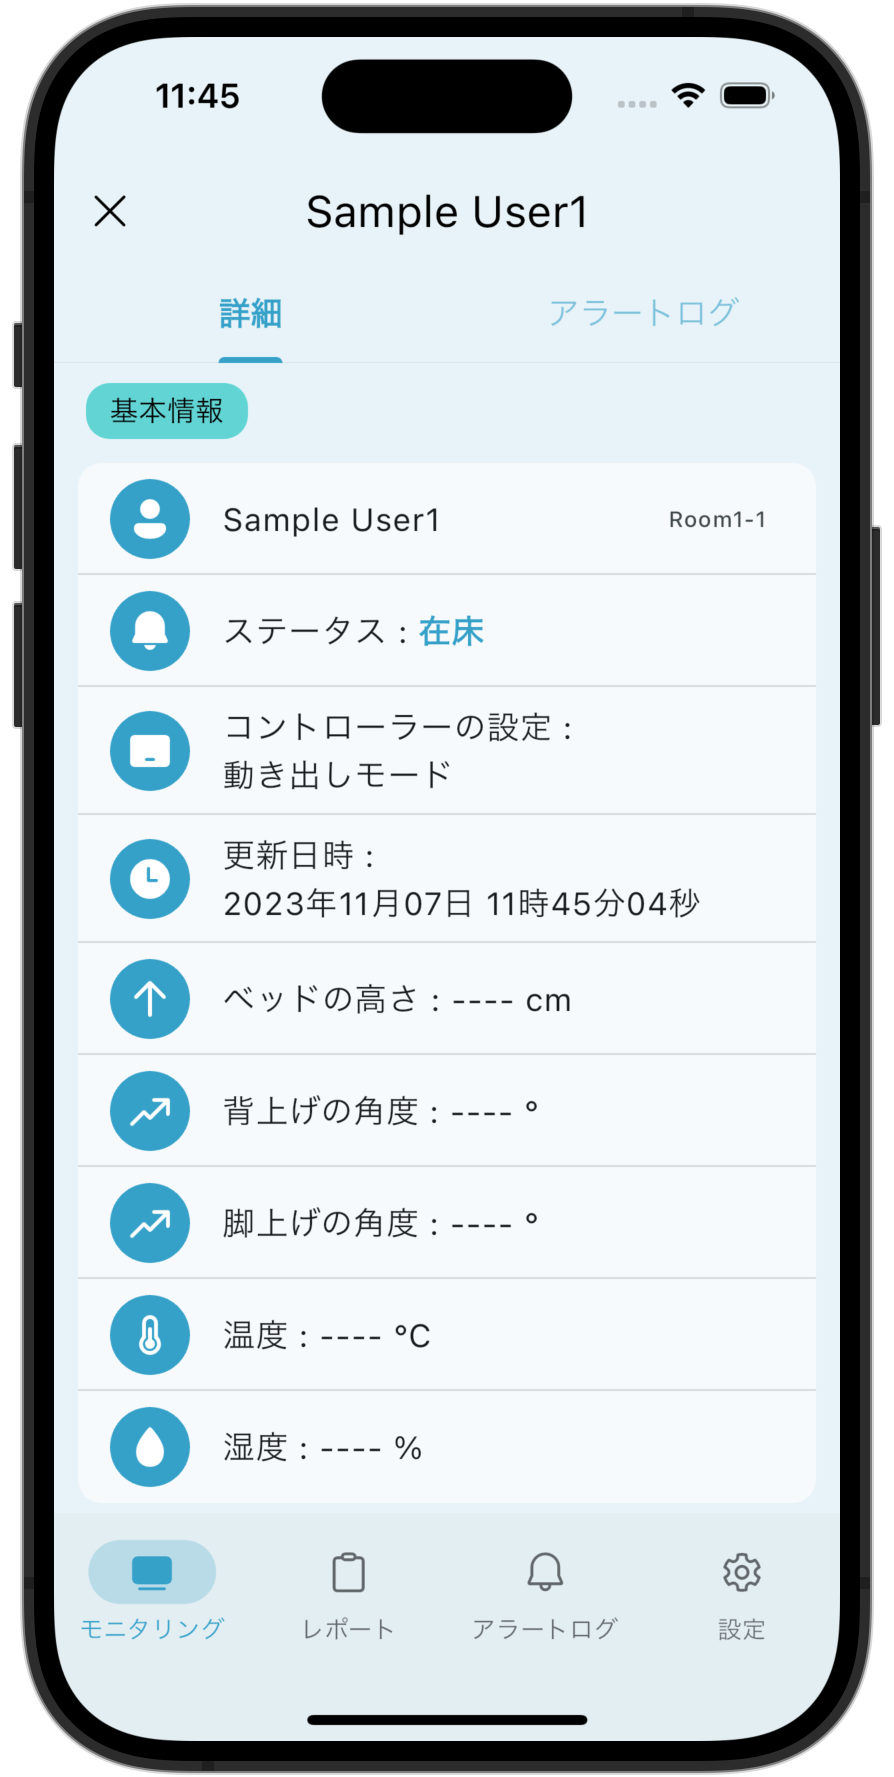 11:45
Sample User1
詳細
アラートログ
基本情報
Sample User1
Room1-1
ステータス : 在床
コントローラーの設定 :
動き出しモード
更新日時 :
2023年11月07日 11時45分04秒
ベッドの高さ : ---- cm
背上げの角度 : ---- °
脚上げの角度 : ---- °
温度 : ---- °C
湿度 : ---- %
モニタリング
レポート
アラートログ
設定